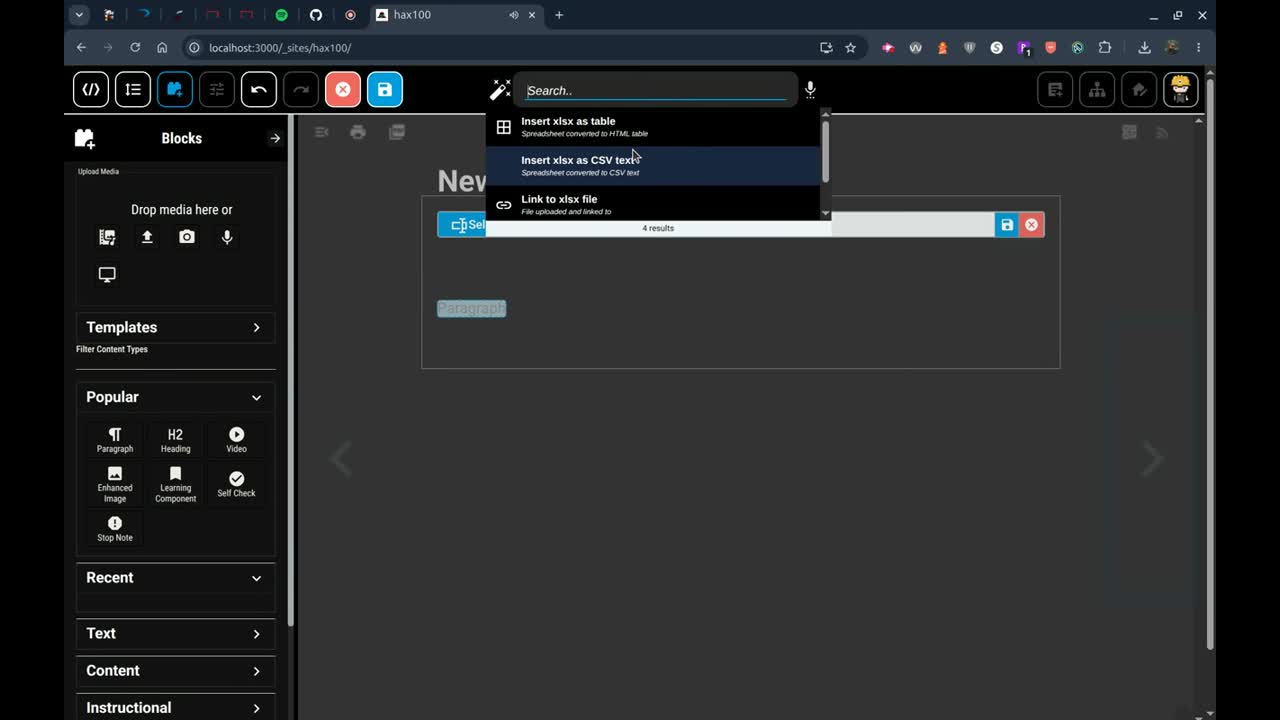 hax100
localhost:3000/_sites/hax100/
1
Search..
Blocks
Insert xlsx as table
Spreadsheet converted to HTML table
Insert xlsx as CSV text
Spreadsheet converted to CSV text
Link to xlsx file
File uploaded and linked to
4 results
New
Sel
Paragraph
Upload Media
Drop media here or
Templates
Filter Content Types
Popular
Paragraph
H2
Heading
Video
Enhanced
Image
Learning
Component
Self Check
Stop Note
Recent
Text
Content
Instructional